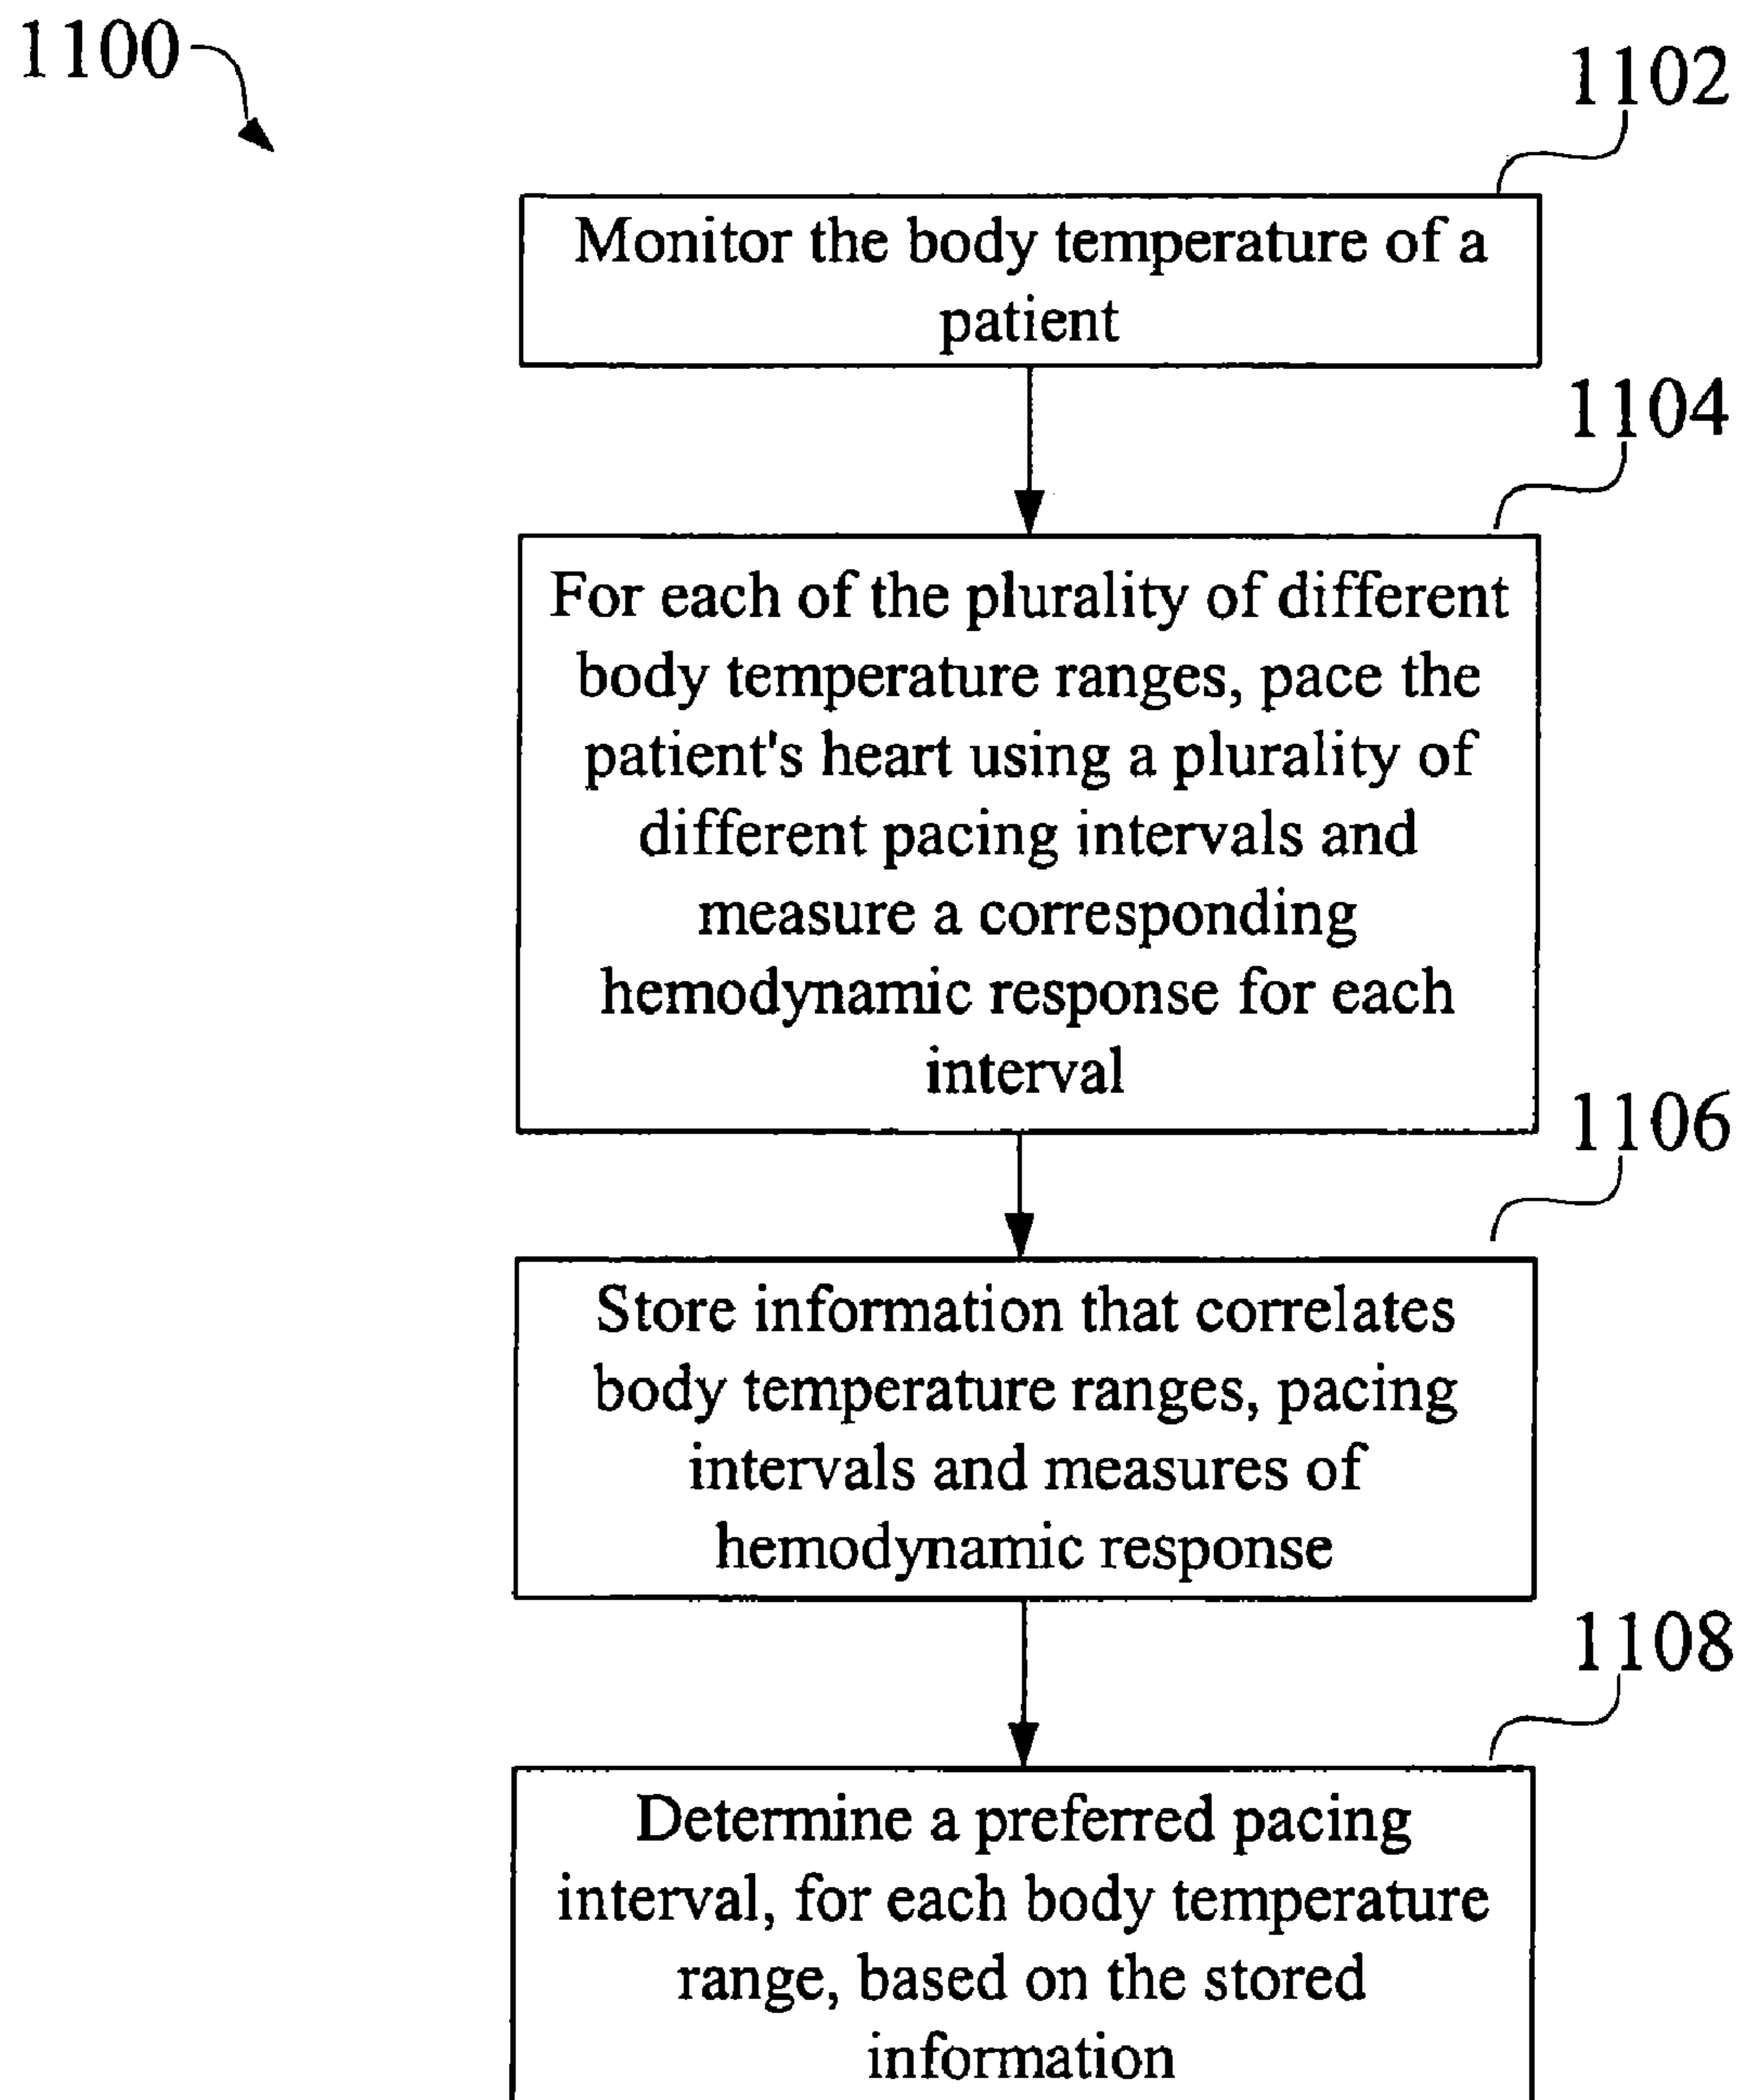 1100
1102
Monitor the body temperature of a
patient
1104
For each of the plurality of different
body temperature ranges, pace the
patient's heart using a plurality of
different pacing intervals and
measure a corresponding
hemodynamic response for each
interval
1106
Store information that correlates
body temperature ranges, pacing
intervals and measures of
hemodynamic response
1108
Determine a preferred pacing
interval, for each body temperature
range, based on the stored
information